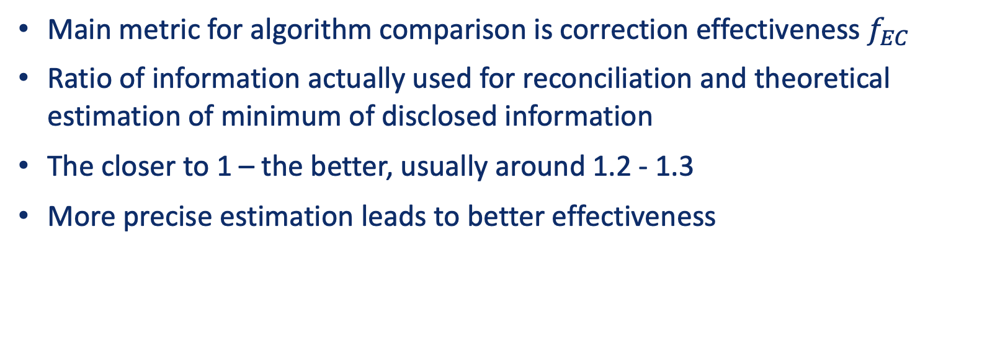 • Main metric for algorithm comparison is correction effectiveness f_EC
• Ratio of information actually used for reconciliation and theoretical
estimation of minimum of disclosed information
• The closer to 1 – the better, usually around 1.2 - 1.3
• More precise estimation leads to better effectiveness